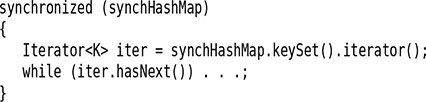 synchronized (synchHashMap)
{
   Iterator<K> iter = synchHashMap.keySet().iterator();
   while (iter.hasNext()) . . .;
}